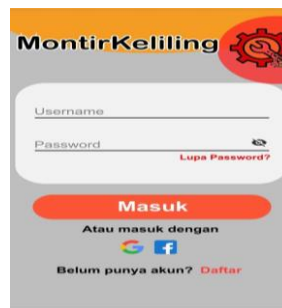 MontirKeliling
Username
Password
Lupa Password?
Masuk
Atau masuk dengan
Belum punya akun? Daftar